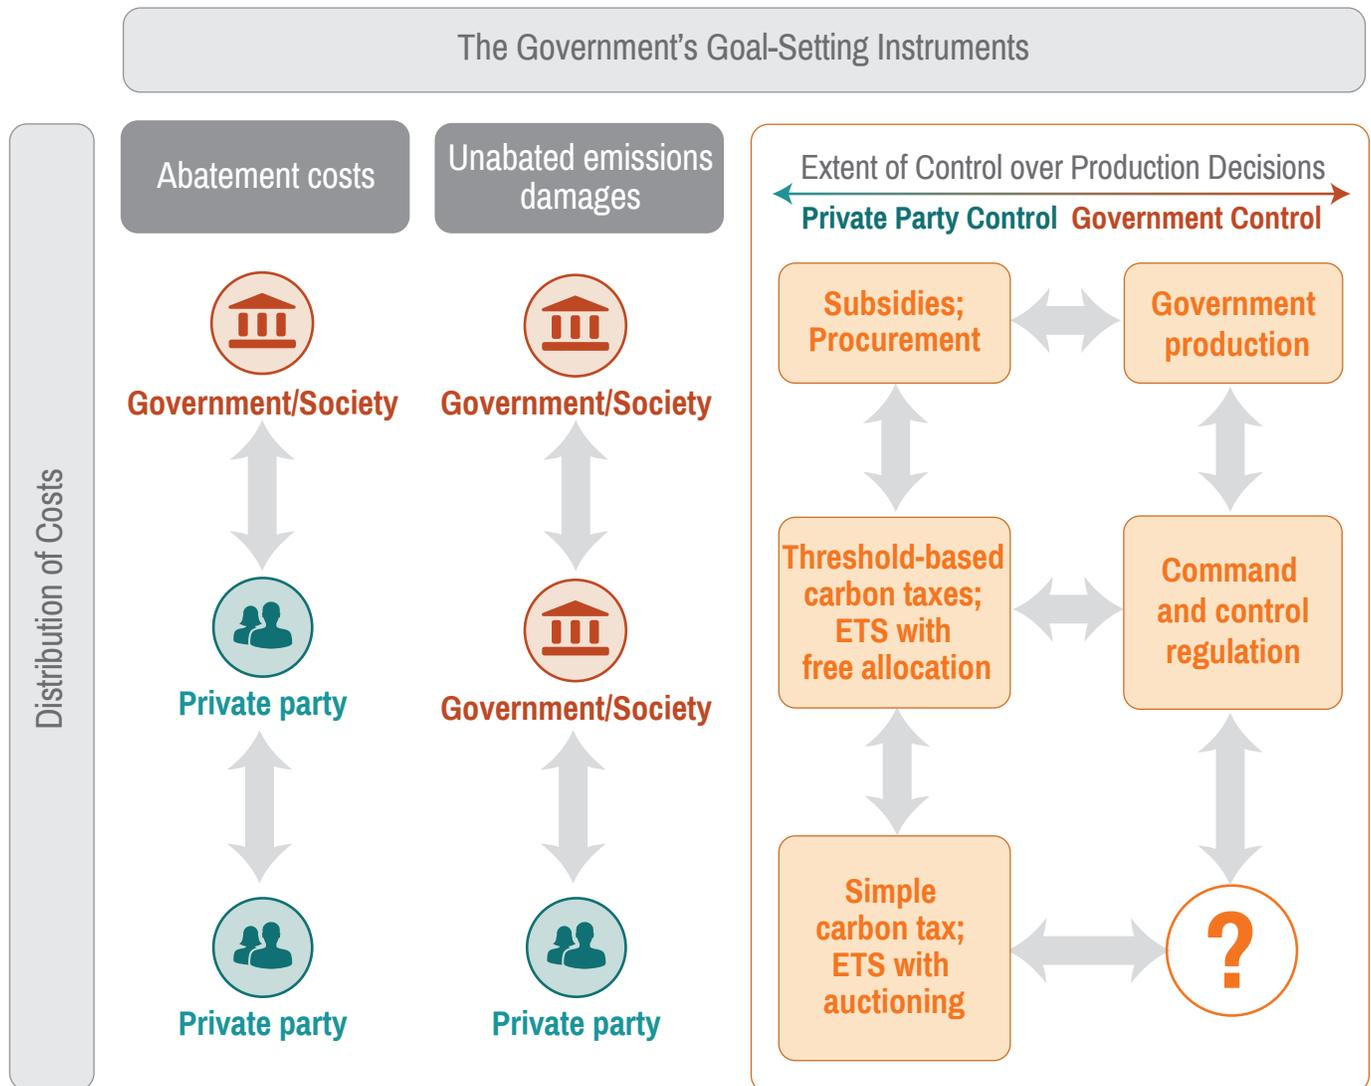 The Government’s Goal-Setting Instruments
Distribution of Costs
Abatement costs
Unabated emissions
damages
Extent of Control over Production Decisions
Private Party Control Government Control
Government/Society
Government/Society
Subsidies;
Procurement
Government
production
Private party
Government/Society
Threshold-based
carbon taxes;
ETS with
free allocation
Command
and control
regulation
Private party
Private party
Simple
carbon tax;
ETS with
auctioning
?